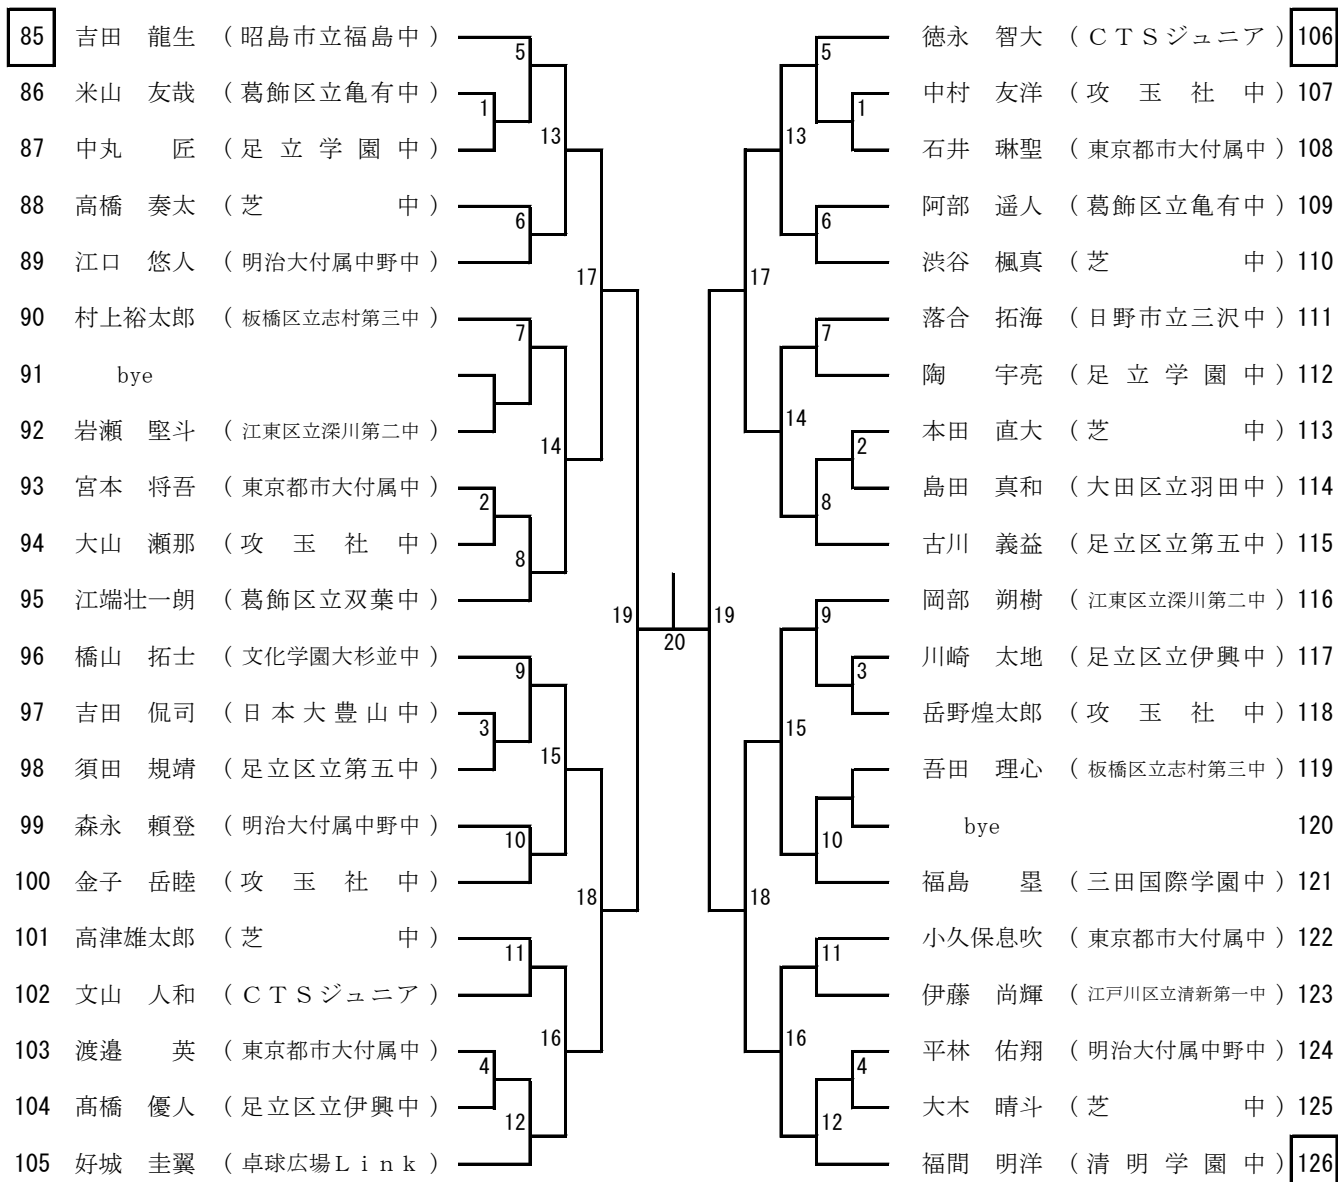 85 吉田 龍生 （昭島市立福島中）
5
86 米山 友哉 （葛飾区立亀有中）
1
13
87 中丸 匠 （足立学園中）
88 高橋 奏太 （芝 中）
6
89 江口 悠人 （明治大付属中野中）
17
90 村上裕太郎 （板橋区立志村第三中）
7
91 bye
92 岩瀬 堅斗 （江東区立深川第二中）
14
93 宮本 将吾 （東京都市大付属中）
2
94 大山 瀬那 （攻玉社中）
8
95 江端壮一朗 （葛飾区立双葉中）
19
96 橋山 拓士 （文化学園大杉並中）
9
97 吉田 侃司 （日本大豊山中）
3
15
98 須田 規靖 （足立区立第五中）
99 森永 頼登 （明治大付属中野中）
10
100 金子 岳睦 （攻玉社中）
18
101 高津雄太郎 （芝 中）
11
102 文山 人和 （CTSジュニア）
16
103 渡邉 英 （東京都市大付属中）
4
104 髙橋 優人 （足立区立伊興中）
12
105 好城 圭翼 （卓球広場Link）
20
徳永 智大 （CTSジュニア） 106
5
中村 友洋 （攻玉社中） 107
1
13
石井 琳聖 （東京都市大付属中） 108
阿部 遥人 （葛飾区立亀有中） 109
6
渋谷 楓真 （芝 中） 110
17
落合 拓海 （日野市立三沢中） 111
7
陶 宇亮 （足立学園中） 112
14
本田 直大 （芝 中） 113
2
島田 真和 （大田区立羽田中） 114
8
古川 義益 （足立区立第五中） 115
岡部 朔樹 （江東区立深川第二中） 116
19
9
川崎 太地 （足立区立伊興中） 117
3
岳野煌太郎 （攻玉社中） 118
15
吾田 理心 （板橋区立志村第三中） 119
bye 120
10
福島 塁 （三田国際学園中） 121
18
小久保息吹 （東京都市大付属中） 122
11
伊藤 尚輝 （江戸川区立清新第一中） 123
16
平林 佑翔 （明治大付属中野中） 124
4
大木 晴斗 （芝 中） 125
12
福間 明洋 （清明学園中） 126